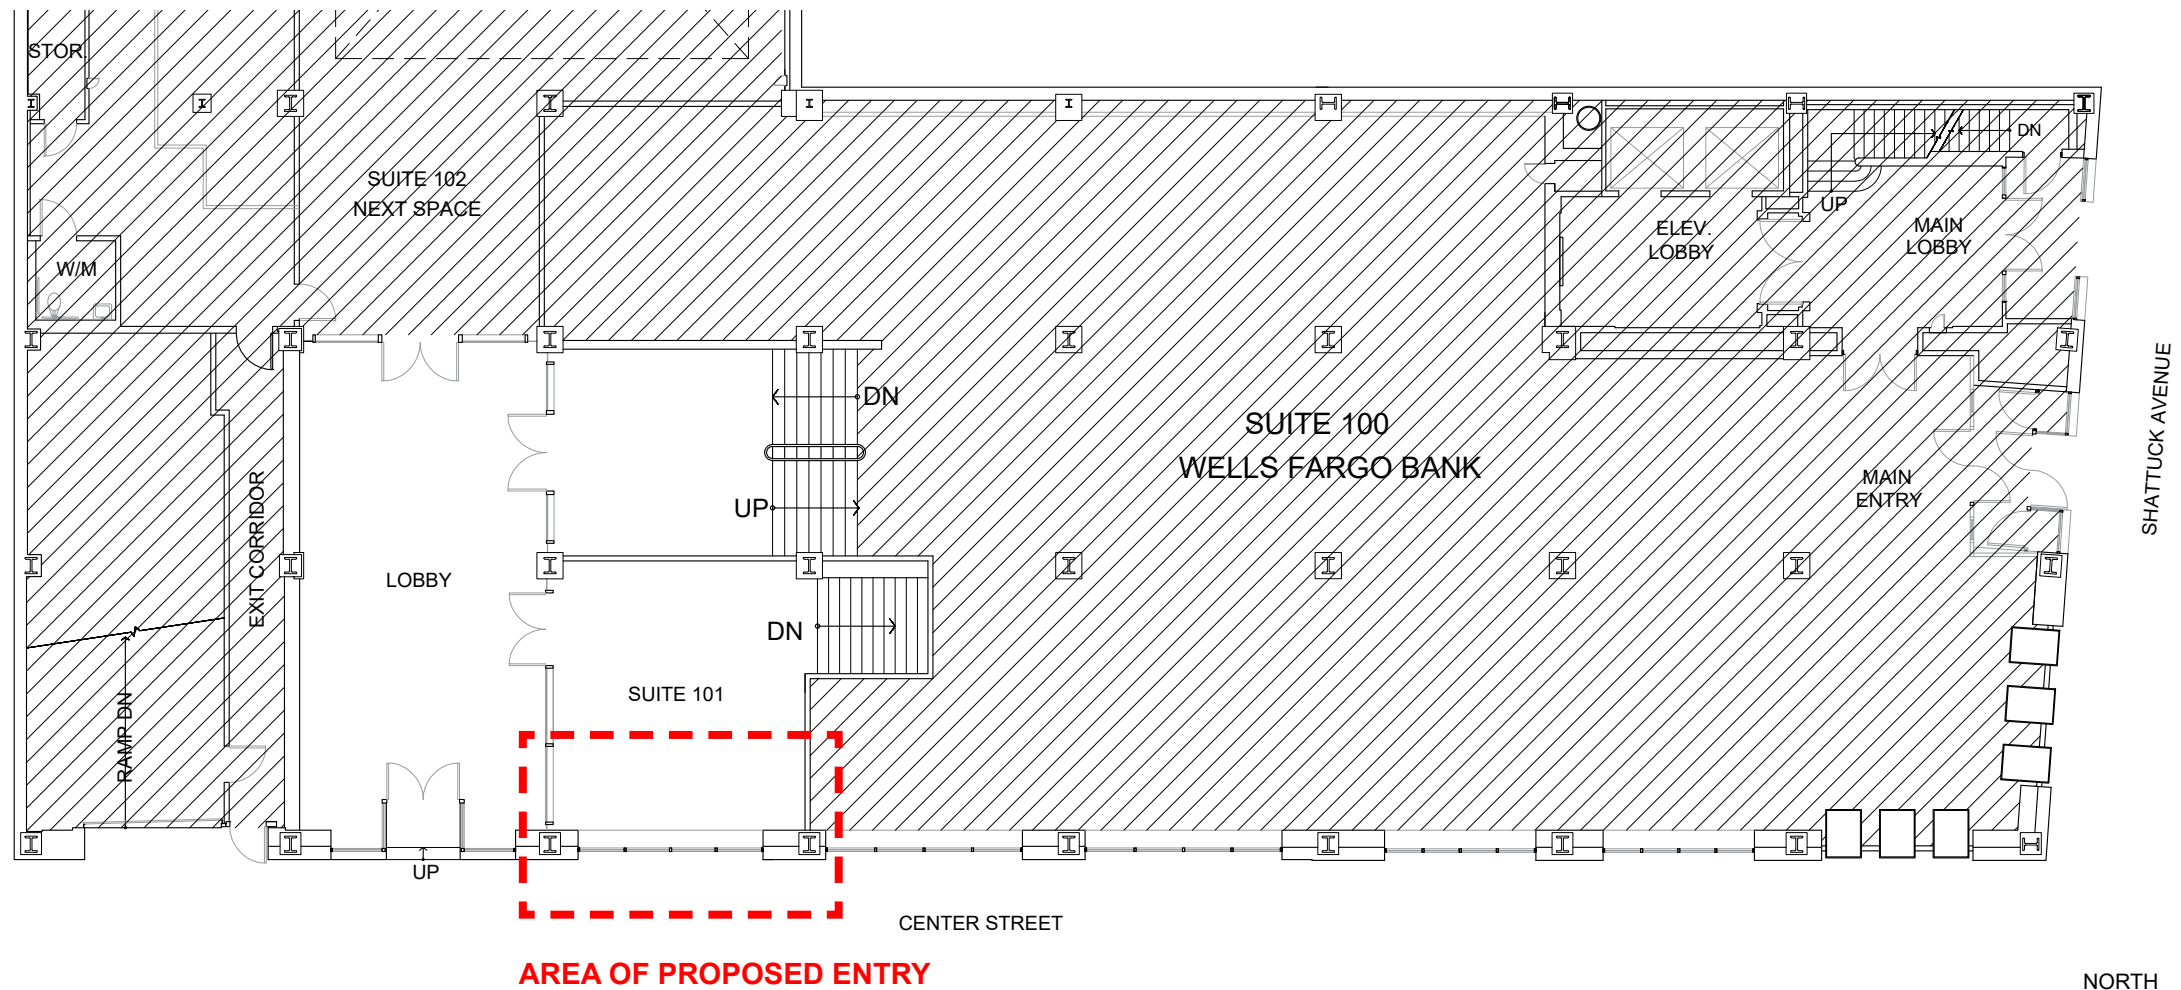 STOR.
DN
SUITE 102
NEXT SPACE
UP
MAIN
LOBBY
ELEV.
LOBBY
W/M
SHATTUCK AVENUE
DN
SUITE 100
WELLS FARGO BANK
MAIN
ENTRY
UP
EXIT CORRIDOR
LOBBY
DN
SUITE 101
RAMP DN
UP
CENTER STREET
AREA OF PROPOSED ENTRY
NORTH